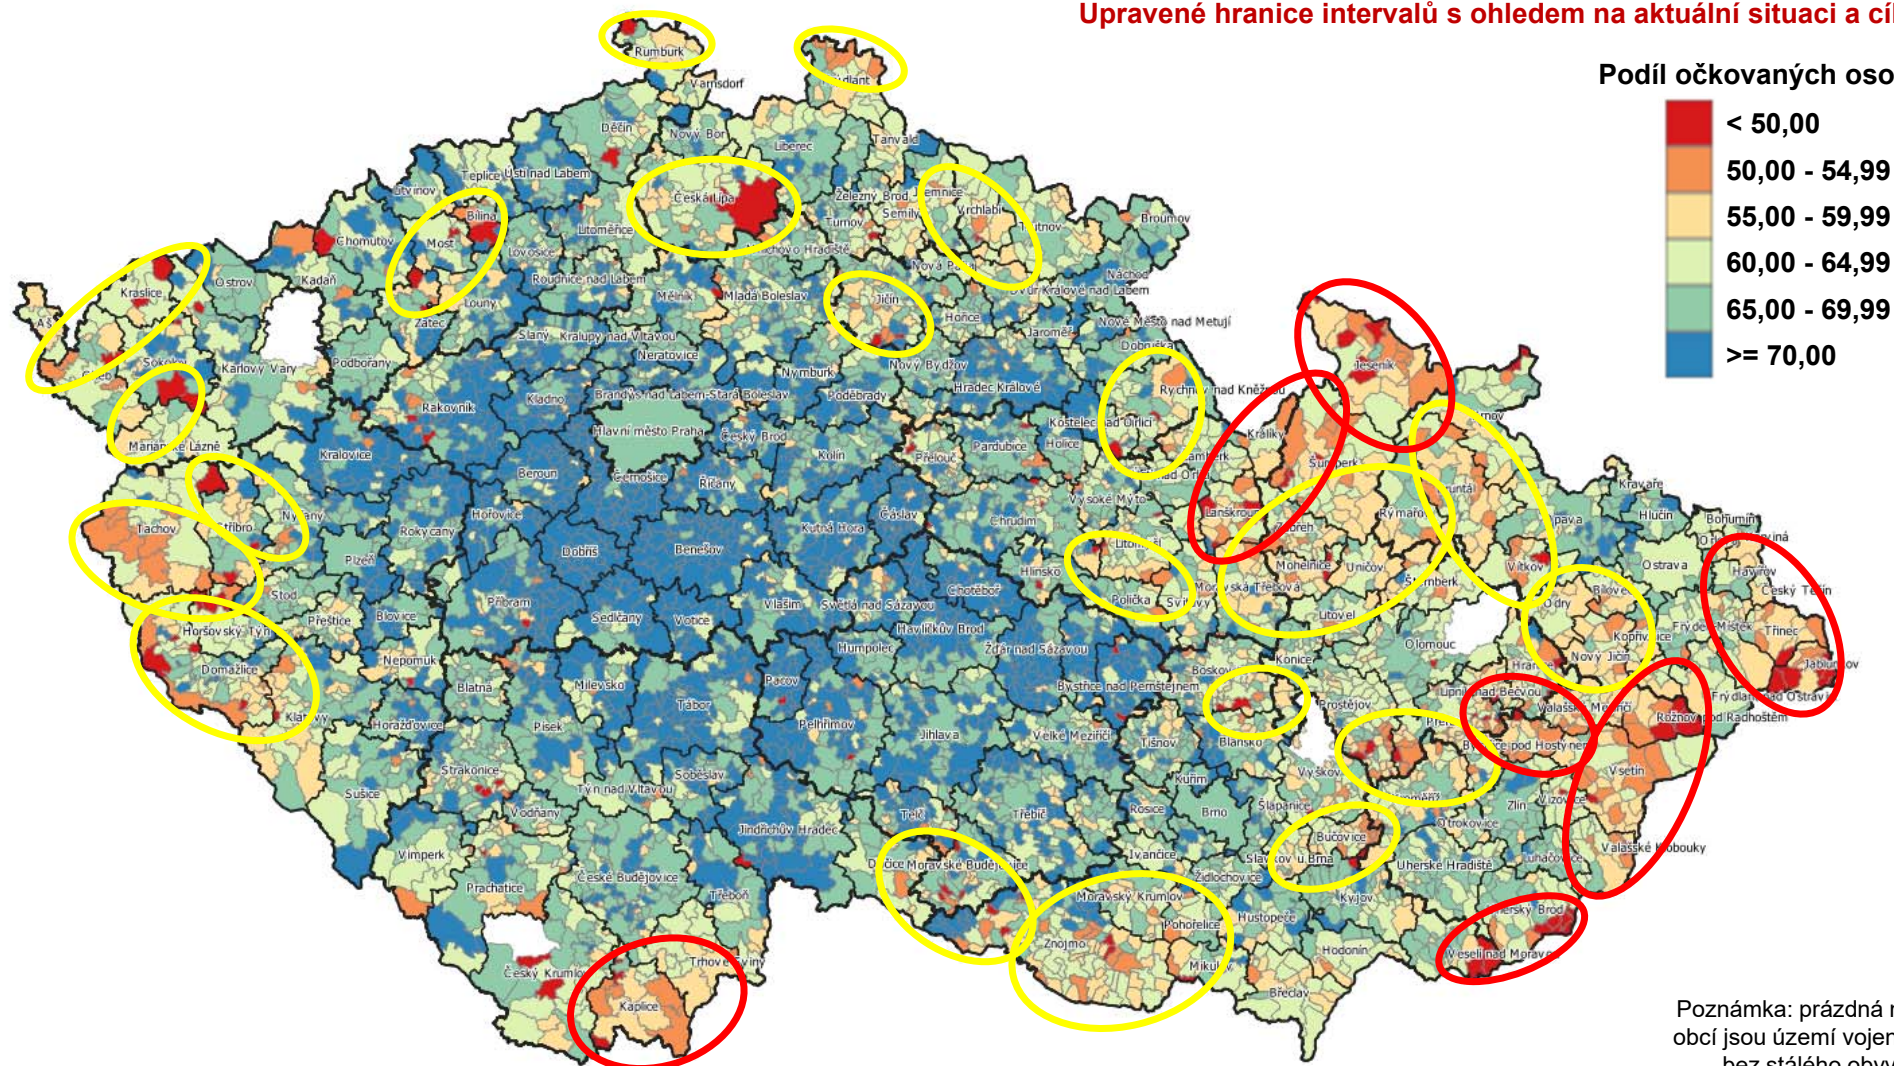 Upravené hranice intervalů s ohledem na aktuální situaci a
Podíl očkovaných
< 50,00
50,00 - 54,99
55,00 - 59,99
60,00 - 64,99
65,00 - 69,99
>= 70,00
Rumburk
Varnsdorf
Děčín
Nový Bor
Liberec
Tanvald
Litvínov
Teplice
Ústí nad Labem
Česká Lípa
Železný Brod
Jilemnice
Vrchlabí
Semily
Turnov
Trutnov
Broumov
Bílina
Most
Chomutov
Litoměřice
Lovosice
Kadaň
Ostrov
Kraslice
Roudnice nad Labem
Mělník
Mladá Boleslav
Jičín
Nová Paka
Náchod
Dvůr Králové nad Labem
Louny
Žatec
Hořice
Jaroměř
Nové Město nad Metují
Dobruška
Slaný
Kralupy nad Vltavou
Neratovice
Podbořany
Karlovy Vary
Sokolov
Cheb
Nymburk
Nový Bydžov
Hradec Králové
Rychnov nad Kněžnou
Jeseník
Rakovník
Kladno
Brandýs nad Labem-Stará Boleslav
Poděbrady
Kostelec nad Orlicí
Mariánské Lázně
Kralovice
Hlavní město Praha
Český Brod
Kolín
Přelouč
Pardubice
Holice
Králíky
Šumperk
Beroun
Černošice
Říčany
Vysoké Mýto
Lanškroun
Zábřeh
Rýmařov
Bruntál
Kravaře
Hlučín
Bohumín
Tachov
Stříbro
Nýřany
Rokycany
Hořovice
Kutná Hora
Čáslav
Chrudim
Litomyšl
Mohelnice
Uničov
Šternberk
Vítkov
Opava
Ostrava
Havířov
Český Těšín
Plzeň
Dobříš
Benešov
Hlinsko
Polička
Svitavy
Moravská Třebová
Litovel
Odry
Bílovec
Stod
Přeštice
Blovice
Příbram
Sedlčany
Votice
Vlašim
Světlá nad Sázavou
Chotěboř
Havlíčkův Brod
Žďár nad Sázavou
Olomouc
Kopřivnice
Frýdek-Místek
Třinec
Horšovský Týn
Domažlice
Nepomuk
Blatná
Milevsko
Tábor
Pacov
Humpolec
Bystřice nad Pernštejnem
Boskovice
Konice
Hranice
Nový Jičín
Jablunkov
Frýdlant nad Ostravicí
Klatovy
Horažďovice
Písek
Pelhřimov
Jihlava
Velké Meziříčí
Tišnov
Blansko
Prostějov
Přerov
Lipník nad Bečvou
Valašské Meziříčí
Rožnov pod Radhoštěm
Bystřice pod Hostýnem
Strakonice
Soběslav
Týn nad Vltavou
Kuřim
Vyškov
Kroměříž
Vsetín
Sušice
Vodňany
Jindřichův Hradec
Telč
Třebíč
Rosice
Brno
Šlapanice
Zlín
Vizovice
Otrokovice
Vimperk
Prachatice
České Budějovice
Třeboň
Dačice
Moravské Budějovice
Ivančice
Židlochovice
Slavkov u Brna
Bučovice
Uherské Hradiště
Luhačovice
Valašské Klobouky
Moravský Krumlov
Pohořelice
Hustopeče
Kyjov
Uherský Brod
Veselí nad Moravou
Hodonín
Znojmo
Mikulov
Břeclav
Český Krumlov
Kaplice
Trhové Sviny
Poznámka: prázdná
obcí jsou území
bez stálého